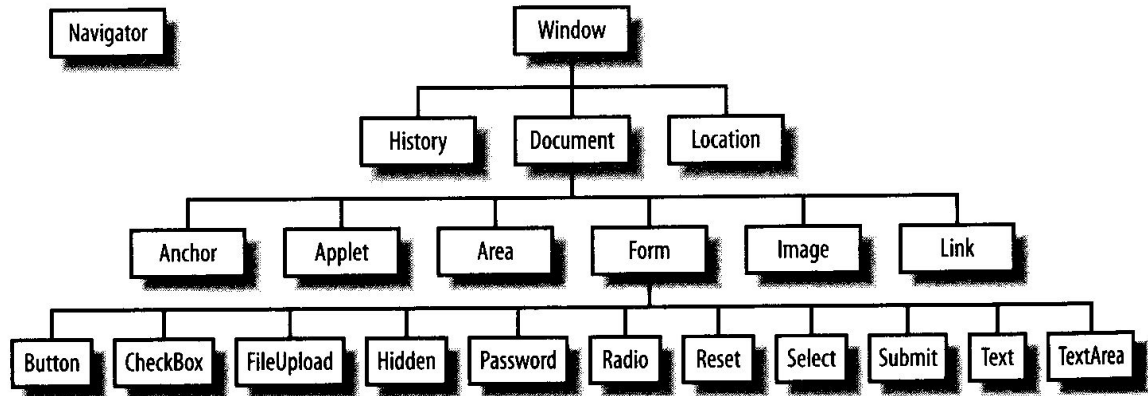 Navigator
Window
History
Document
Location
Anchor
Applet
Area
Form
Image
Link
Button
CheckBox
FileUpload
Hidden
Password
Radio
Reset
Select
Submit
Text
TextArea